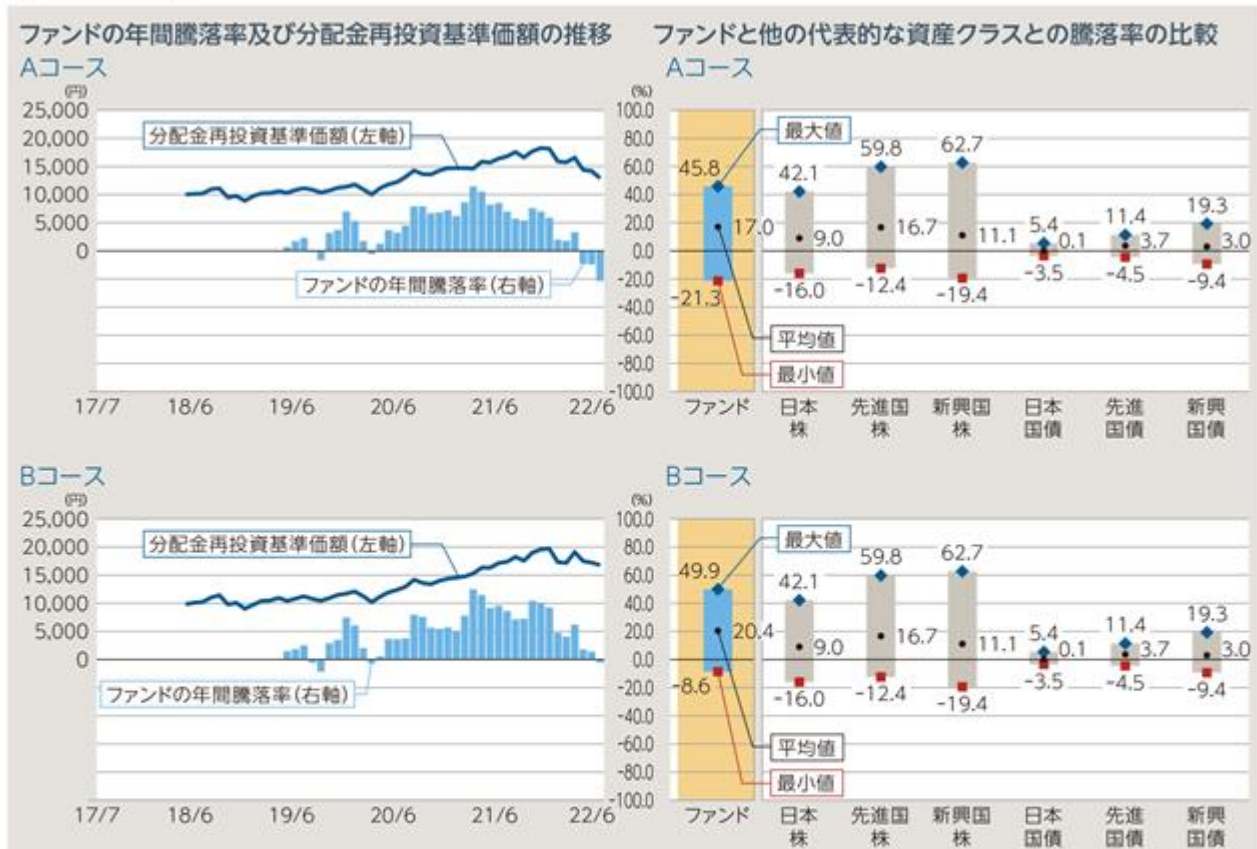 ファンドの年間騰落率及び分配金再投資基準価額の推移
Aコース
(円)
25,000
20,000
15,000
10,000
5,000
0
分配金再投資基準価額(左軸)
ファンドの年間騰落率(右軸)
17/7 18/6 19/6 20/6 21/6 22/6
ファンドと他の代表的な資産クラスとの騰落率の比較
Aコース
(%)
100.0
80.0
60.0
40.0
20.0
0.0
-20.0
-40.0
-60.0
-80.0
-100.0
最大値
平均値
最小値
45.8 42.1 59.8 62.7 5.4 11.4 19.3
17.0 9.0 16.7 11.1 0.1 3.7 3.0
-21.3 -16.0 -12.4 -19.4 -3.5 -4.5 -9.4
ファンド 日本株 先進国株 新興国株 日本国債 先進国債 新興国債
Bコース
(円)
25,000
20,000
15,000
10,000
5,000
0
分配金再投資基準価額(左軸)
ファンドの年間騰落率(右軸)
17/7 18/6 19/6 20/6 21/6 22/6
Bコース
(%)
100.0
80.0
60.0
40.0
20.0
0.0
-20.0
-40.0
-60.0
-80.0
-100.0
最大値
平均値
最小値
49.9 42.1 59.8 62.7 5.4 11.4 19.3
20.4 9.0 16.7 11.1 0.1 3.7 3.0
-8.6 -16.0 -12.4 -19.4 -3.5 -4.5 -9.4
ファンド 日本株 先進国株 新興国株 日本国債 先進国債 新興国債